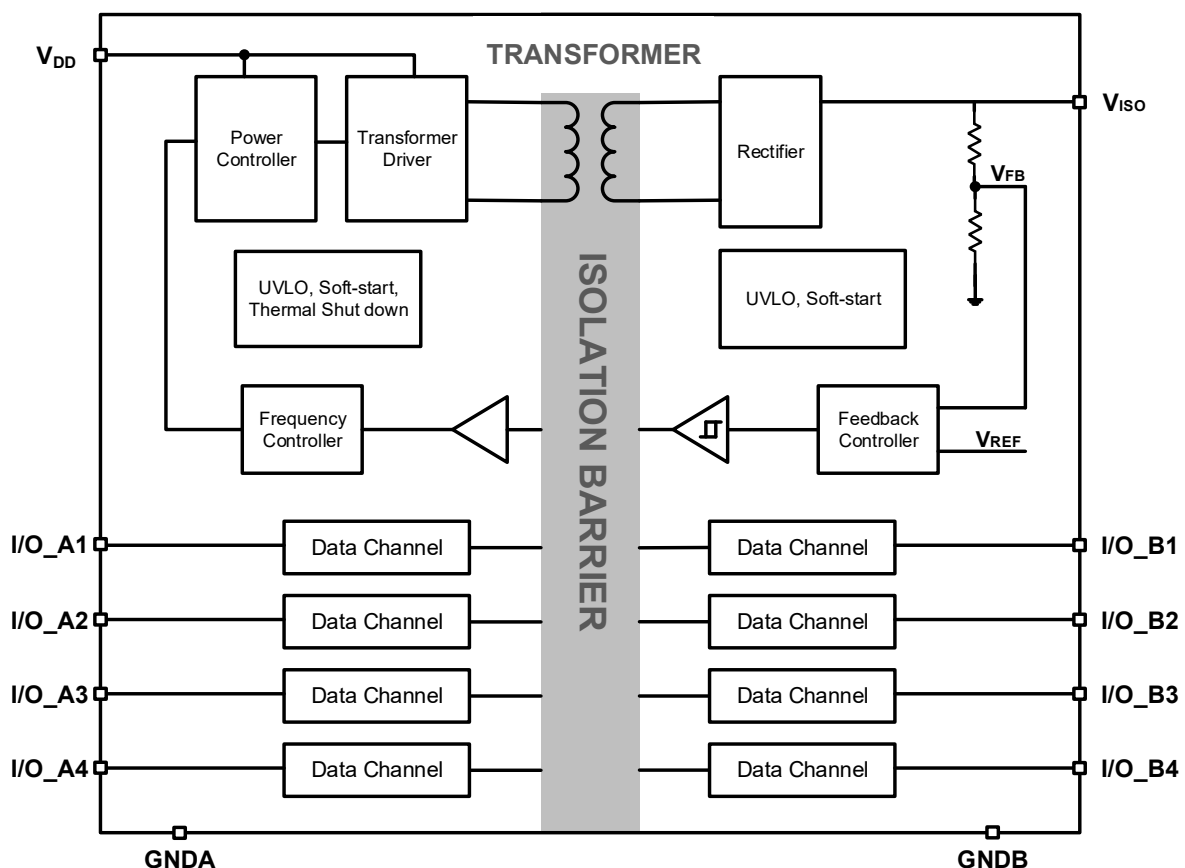 TRANSFORMER
VDD
VISO
Power
Controller
Transformer
Driver
Rectifier
VFB
UVLO, Soft-start,
Thermal Shut down
UVLO, Soft-start
ISOLATION BARRIER
Frequency
Controller
Feedback
Controller
VREF
I/O_A1
Data Channel
Data Channel
I/O_B1
I/O_A2
Data Channel
Data Channel
I/O_B2
I/O_A3
Data Channel
Data Channel
I/O_B3
I/O_A4
Data Channel
Data Channel
I/O_B4
GNDA
GNDB